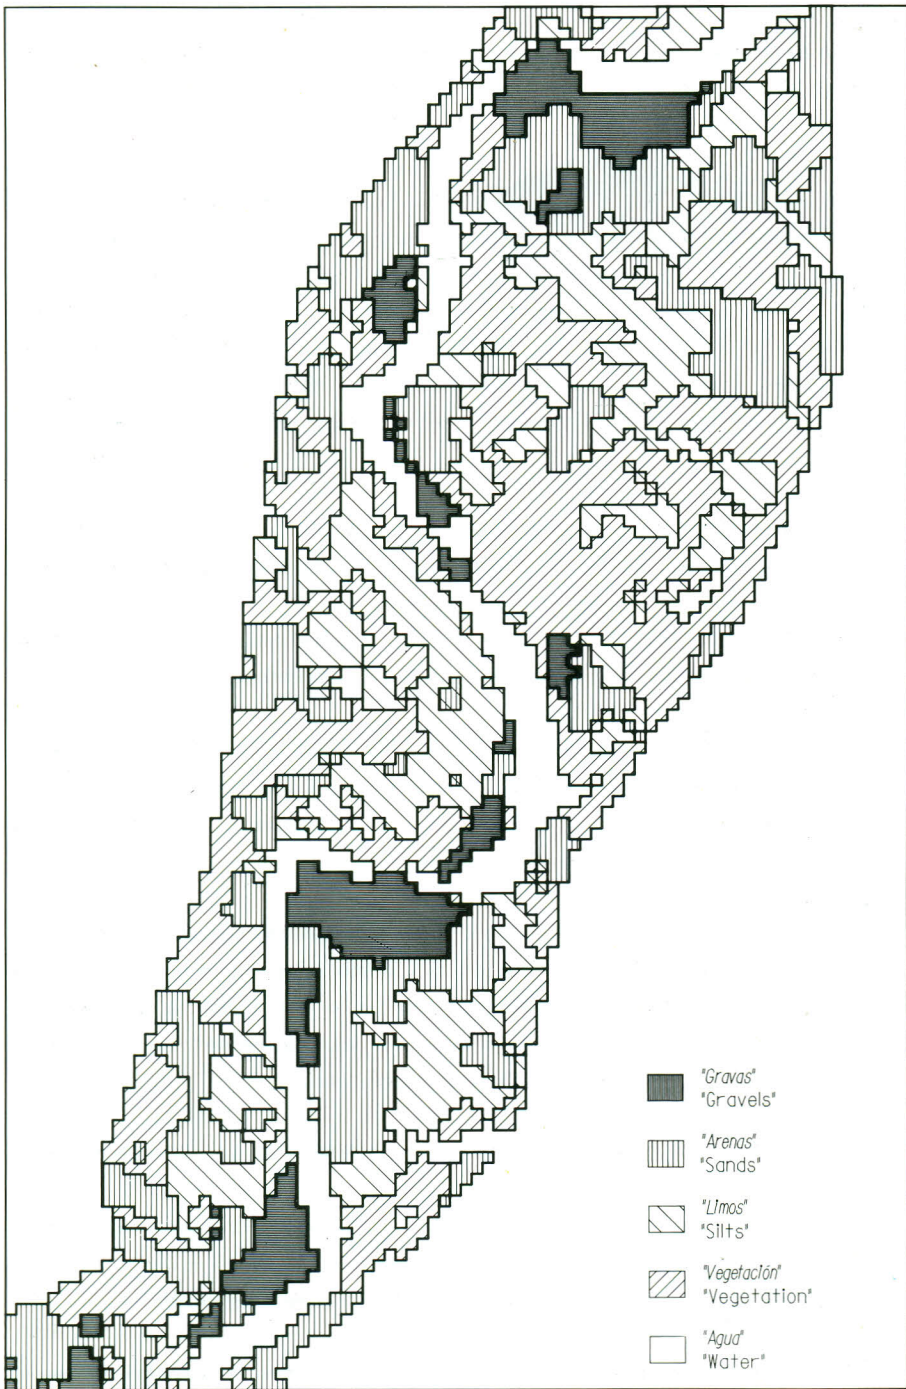 "Gravas"
"Gravels"
"Arenas"
"Sands"
"Limos"
"Silts"
"Vegetación"
"Vegetation"
"Agua"
"Water"